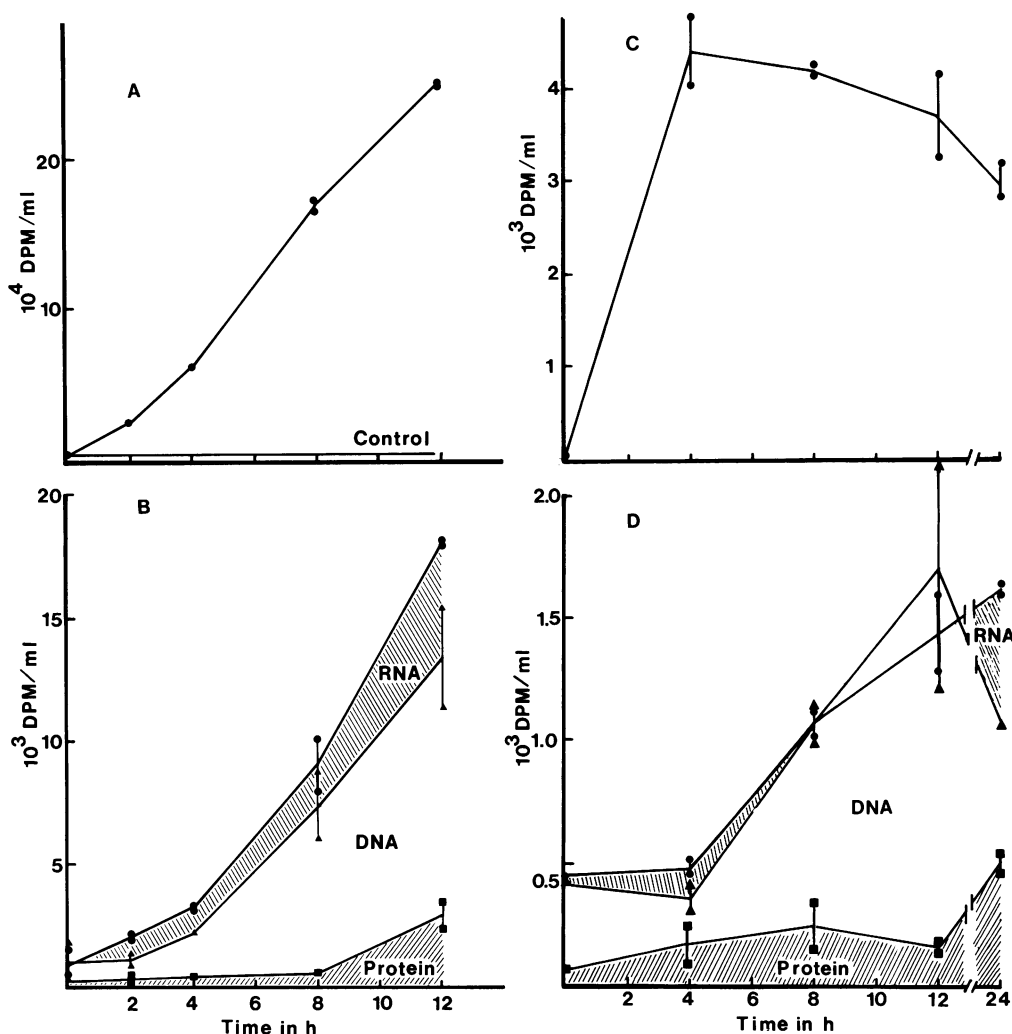 A
20
10
10⁴ DPM/ml
Control
C
4
3
2
1
10³ DPM/ml
B
20
15
10
5
10³ DPM/ml
RNA
DNA
Protein
2 4 6 8 10 12
Time in h
D
2.0
1.5
1.0
0.5
10³ DPM/ml
RNA
DNA
Protein
2 4 8 10 12 24
Time in h